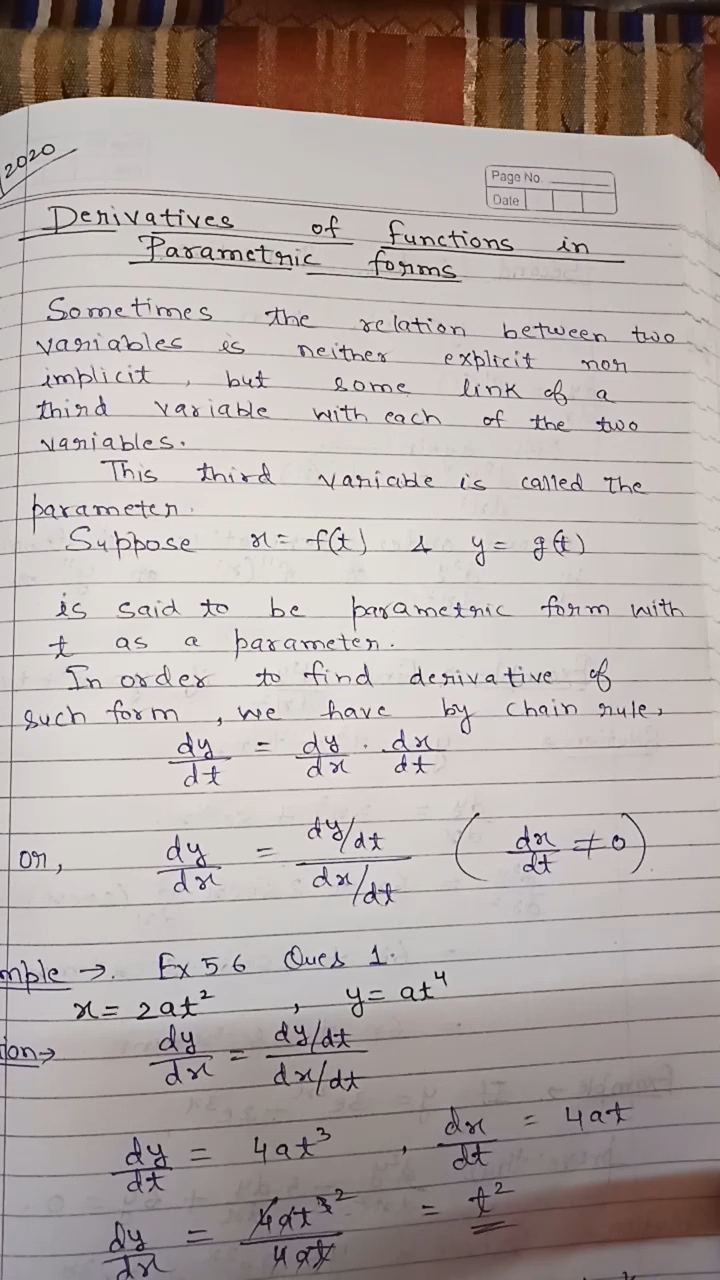 2020
Page No.
Date
Derivatives of functions in
Parametric forms
Sometimes the relation between two
variables is neither explicit nor
implicit, but some link of a
third variable with each of the two
variables.
This third variable is called the
parameter.
Suppose x = f(t) & y = g(t)
is said to be parametric form with
t as a parameter.
In order to find derivative of
such form, we have by chain rule,
dy/dt = dy/dx · dx/dt
or, dy/dx = (dy/dt)/(dx/dt) (dx/dt ≠ 0)
mple → Ex 5.6 Ques 1.
x = 2at², y = at⁴
ion → dy/dx = (dy/dt)/(dx/dt)
dy/dt = 4at³, dx/dt = 4at
dy/dx = 4at³/4at = t²